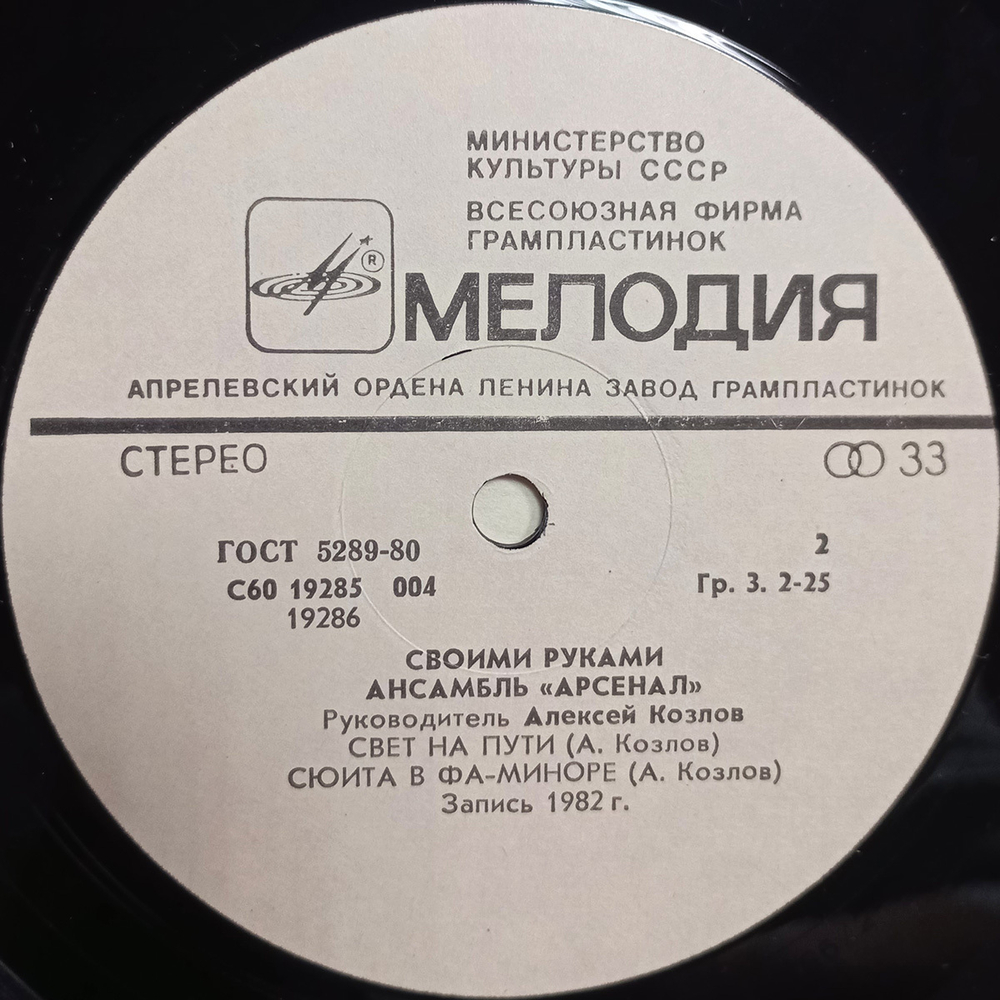 МИНИСТЕРСТВО
КУЛЬТУРЫ СССР
ВСЕСОЮЗНАЯ ФИРМА
ГРАМПЛАСТИНОК
®
МЕЛОДИЯ
АПРЕЛЕВСКИЙ ОРДЕНА ЛЕНИНА ЗАВОД ГРАМПЛАСТИНОК
СТЕРЕО 33
ГОСТ 5289-80 2
С60 19285 004 Гр. 3. 2-25
19286
СВОИМИ РУКАМИ
АНСАМБЛЬ «АРСЕНАЛ»
Руководитель Алексей Козлов
СВЕТ НА ПУТИ (А. Козлов)
СЮИТА В ФА-МИНОРЕ (А. Козлов)
Запись 1982 г.